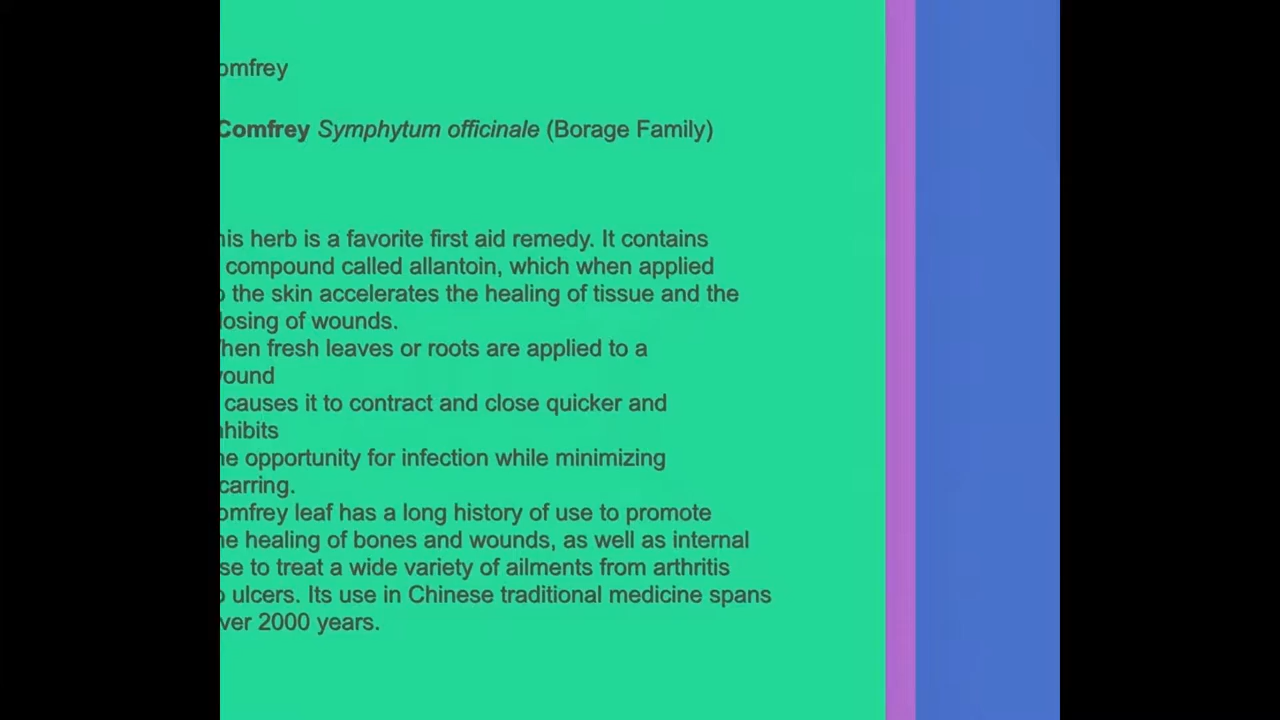 omfrey
Comfrey Symphytum officinale (Borage Family)
his herb is a favorite first aid remedy. It contains
compound called allantoin, which when applied
o the skin accelerates the healing of tissue and the
losing of wounds.
hen fresh leaves or roots are applied to a
ound
causes it to contract and close quicker and
nhibits
he opportunity for infection while minimizing
carring.
omfrey leaf has a long history of use to promote
he healing of bones and wounds, as well as internal
se to treat a wide variety of ailments from arthritis
o ulcers. Its use in Chinese traditional medicine spans
ver 2000 years.